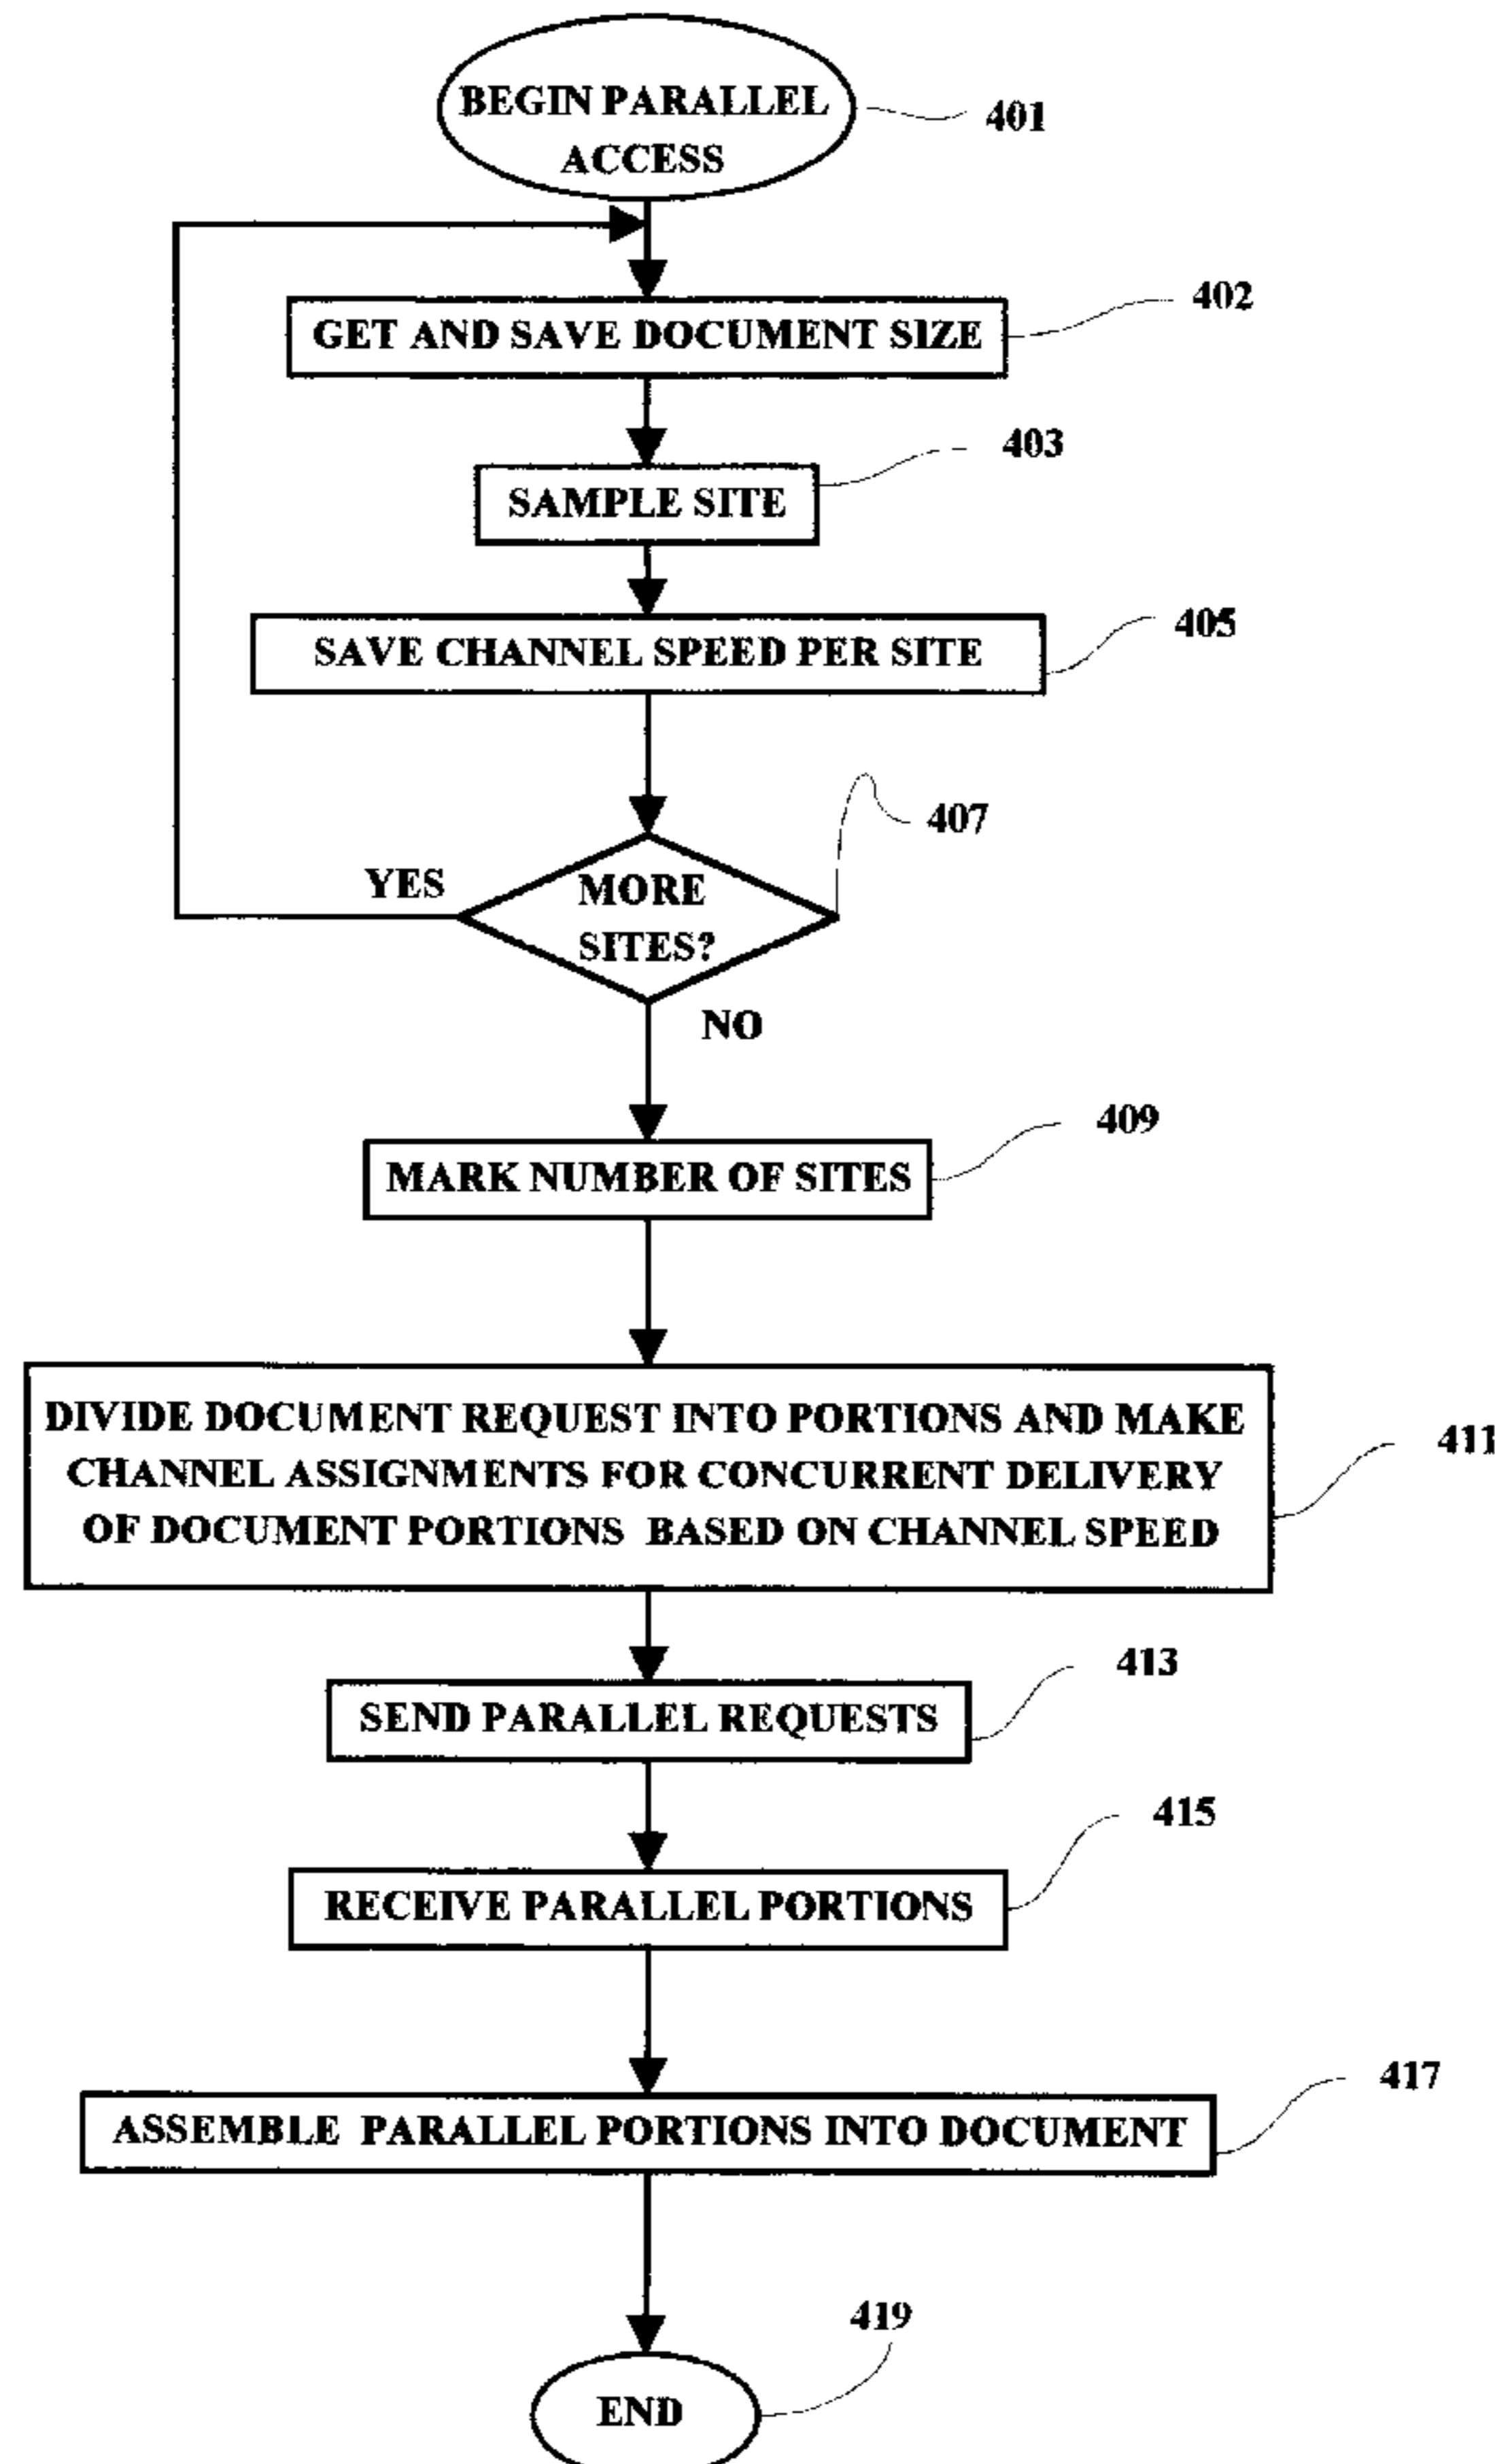 BEGIN PARALLEL
ACCESS
401
GET AND SAVE DOCUMENT SIZE
402
SAMPLE SITE
403
SAVE CHANNEL SPEED PER SITE
405
MORE
SITES?
407
YES
NO
MARK NUMBER OF SITES
409
DIVIDE DOCUMENT REQUEST INTO PORTIONS AND MAKE
CHANNEL ASSIGNMENTS FOR CONCURRENT DELIVERY
OF DOCUMENT PORTIONS BASED ON CHANNEL SPEED
411
SEND PARALLEL REQUESTS
413
RECEIVE PARALLEL PORTIONS
415
ASSEMBLE PARALLEL PORTIONS INTO DOCUMENT
417
END
419